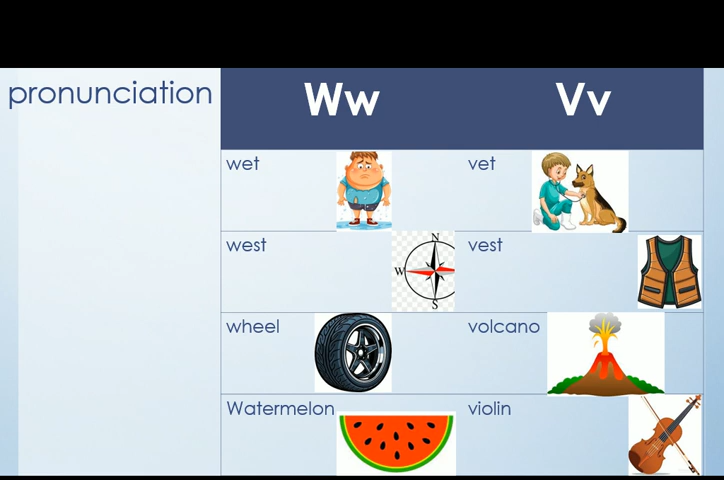 pronunciation
Ww Vv
wet vet
west vest
N
W
S
wheel volcano
Watermelon violin